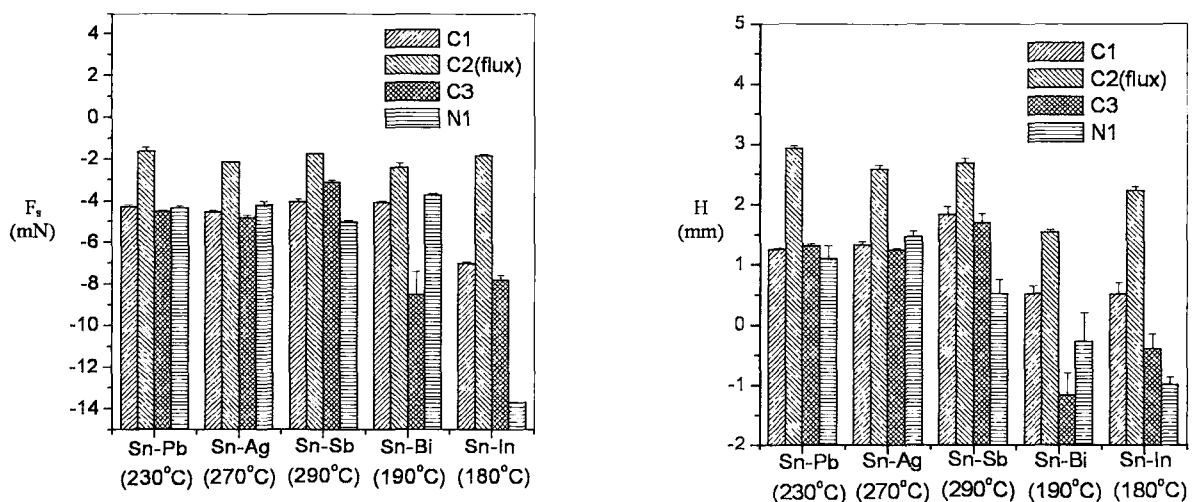 4
2
0
-2
-4
-6
-8
-10
-12
-14
Fs
(mN)
C1
C2(flux)
C3
N1
Sn-Pb Sn-Ag Sn-Sb Sn-Bi Sn-In
(230°C) (270°C) (290°C) (190°C) (180°C)
5
4
3
2
1
0
-1
-2
H
(mm)
C1
C2(flux)
C3
N1
Sn-Pb Sn-Ag Sn-Sb Sn-Bi Sn-In
(230°C) (270°C) (290°C) (190°C) (180°C)